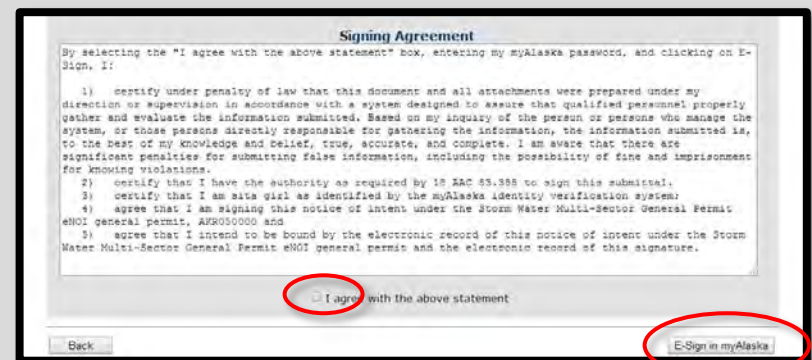 Signing Agreement
By selecting the "I agree with the above statement" box, entering my myAlaska password, and clicking on E-
Sign, I:
1) certify under penalty of law that this document and all attachments were prepared under my
direction or supervision in accordance with a system designed to assure that qualified personnel properly
gather and evaluate the information submitted. Based on my inquiry of the person or persons who manage the
system, or those persons directly responsible for gathering the information, the information submitted is,
to the best of my knowledge and belief, true, accurate, and complete. I am aware that there are
significant penalties for submitting false information, including the possibility of fine and imprisonment
for knowing violations.
2) certify that I have the authority as required by 18 AAC 83.385 to sign this submittal.
3) certify that I am sita girl as identified by the myAlaska identity verification system;
4) agree that I am signing this notice of intent under the Storm Water Multi-Sector General Permit
eNOI general permit, AKR050000 and
5) agree that I intend to be bound by the electronic record of this notice of intent under the Storm
Water Multi-Sector General Permit eNOI general permit and the electronic record of this signature.
I agree with the above statement
Back
E-Sign in myAlaska